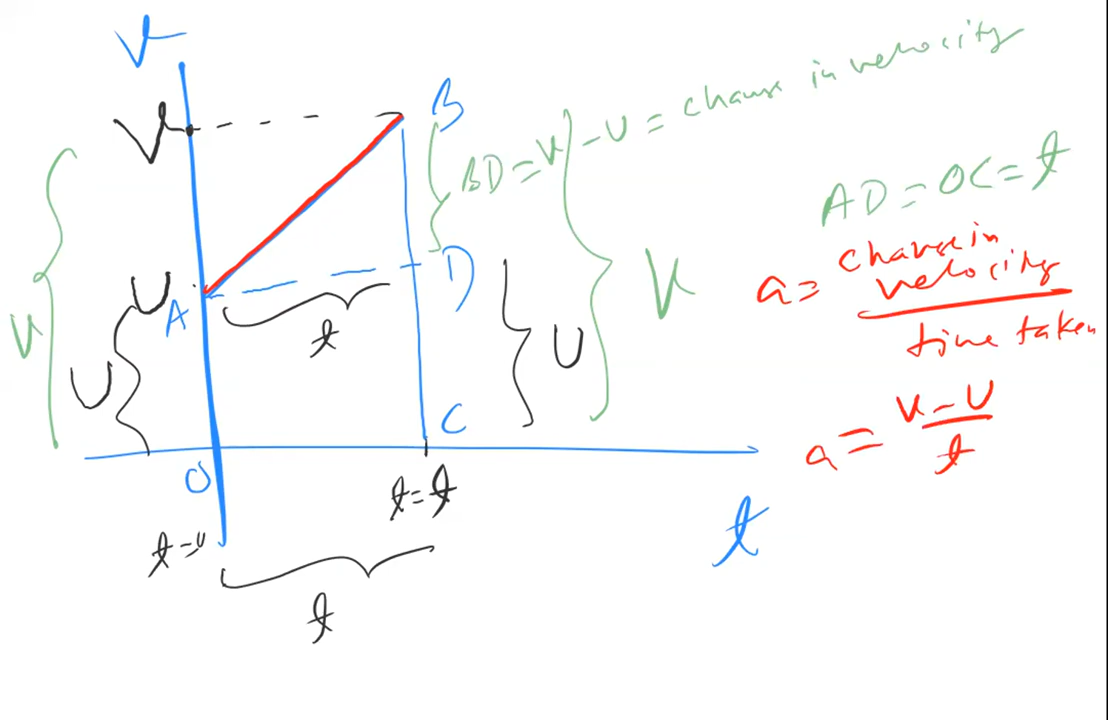 V
V
B
BD = V - U = change in velocity
AD = OC = t
V
U
A
D
t
U
U
V
a = change in velocity
time taken
a = V - U
t
C
O
t = t
t = 0
t
t